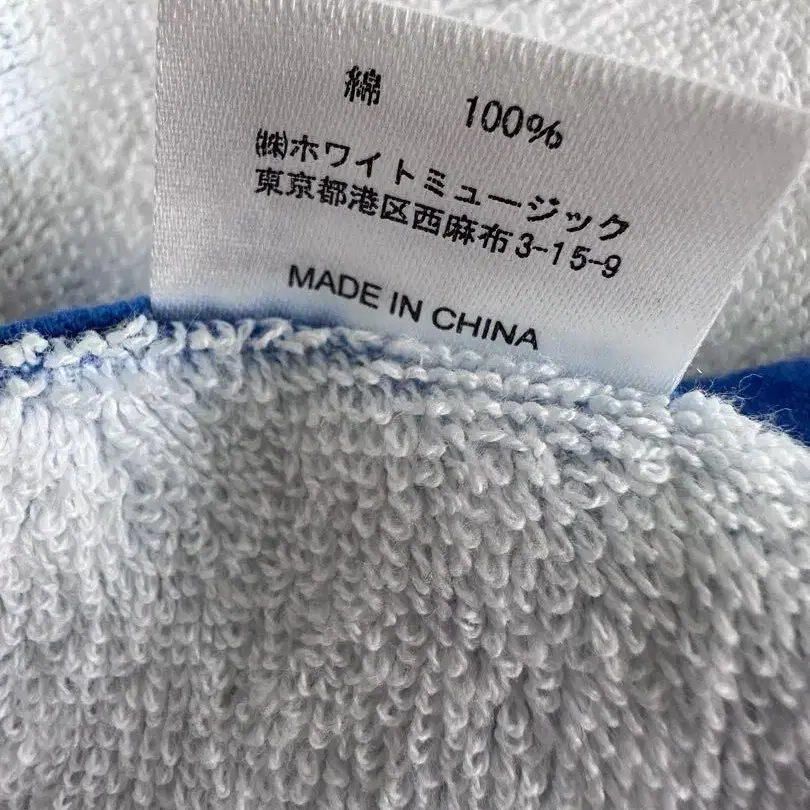 綿 100%
㈱ホワイトミュージック
東京都港区西麻布3-15-9
MADE IN CHINA